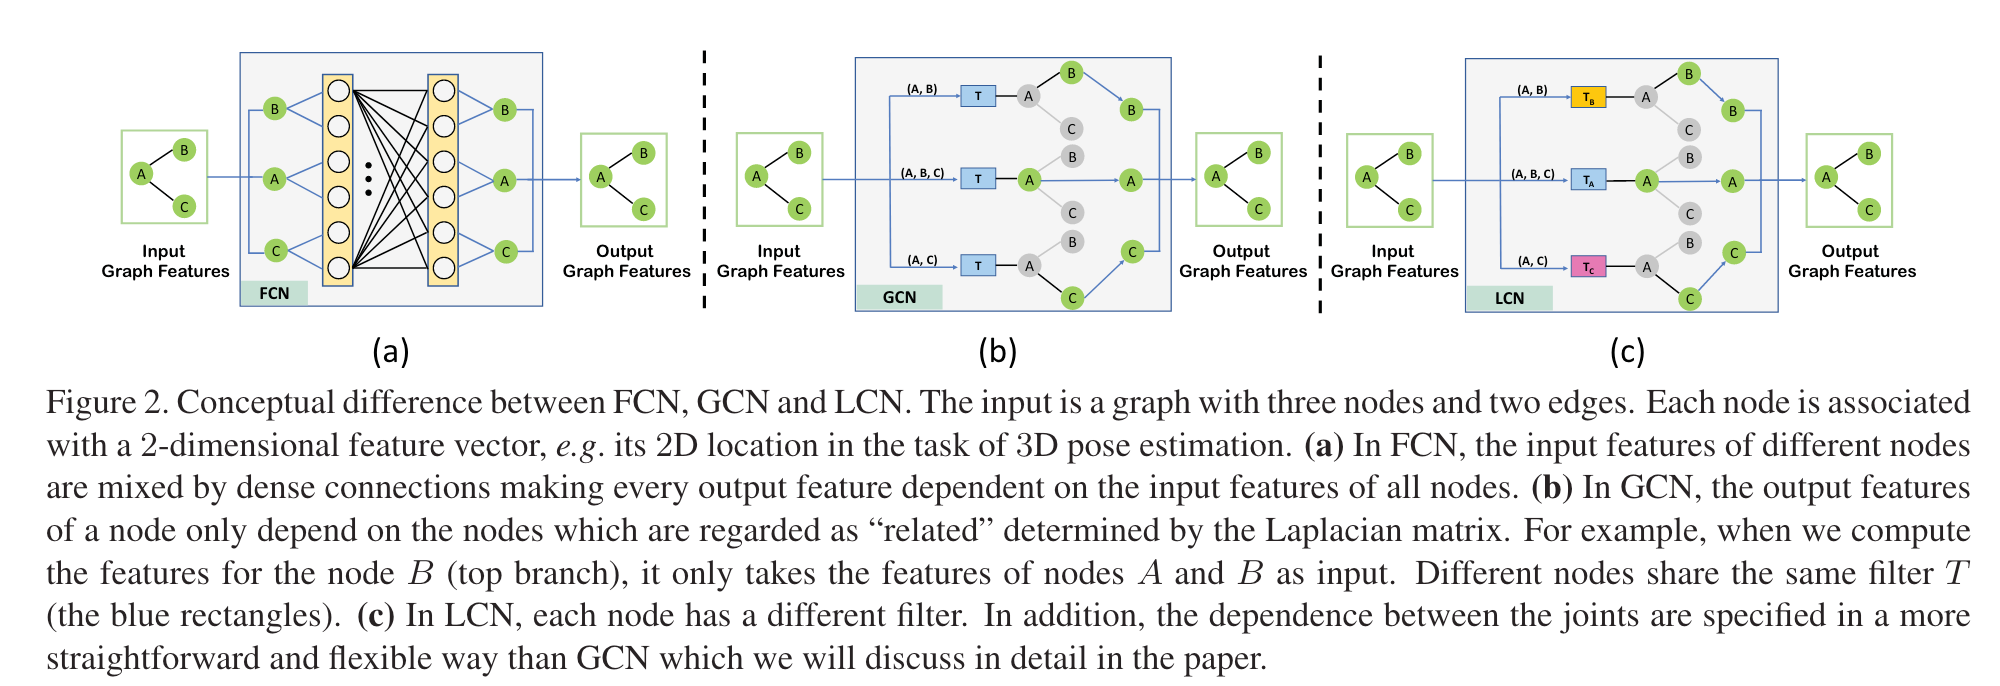 B
A
C
Input
Graph Features
B
A
C
FCN
B
A
C
B
A
C
Output
Graph Features
(a)
B
A
C
Input
Graph Features
(A, B)
T
A
B
C
B
(A, B, C)
T
A
B
C
A
(A, C)
T
A
B
C
C
GCN
B
A
C
Output
Graph Features
(b)
B
A
C
Input
Graph Features
(A, B)
TB
A
B
C
B
(A, B, C)
TA
A
B
C
A
(A, C)
TC
A
B
C
C
LCN
B
A
C
Output
Graph Features
(c)
Figure 2. Conceptual difference between FCN, GCN and LCN. The input is a graph with three nodes and two edges. Each node is associated
with a 2-dimensional feature vector, e.g. its 2D location in the task of 3D pose estimation. (a) In FCN, the input features of different nodes
are mixed by dense connections making every output feature dependent on the input features of all nodes. (b) In GCN, the output features
of a node only depend on the nodes which are regarded as “related” determined by the Laplacian matrix. For example, when we compute
the features for the node B (top branch), it only takes the features of nodes A and B as input. Different nodes share the same filter T
(the blue rectangles). (c) In LCN, each node has a different filter. In addition, the dependence between the joints are specified in a more
straightforward and flexible way than GCN which we will discuss in detail in the paper.